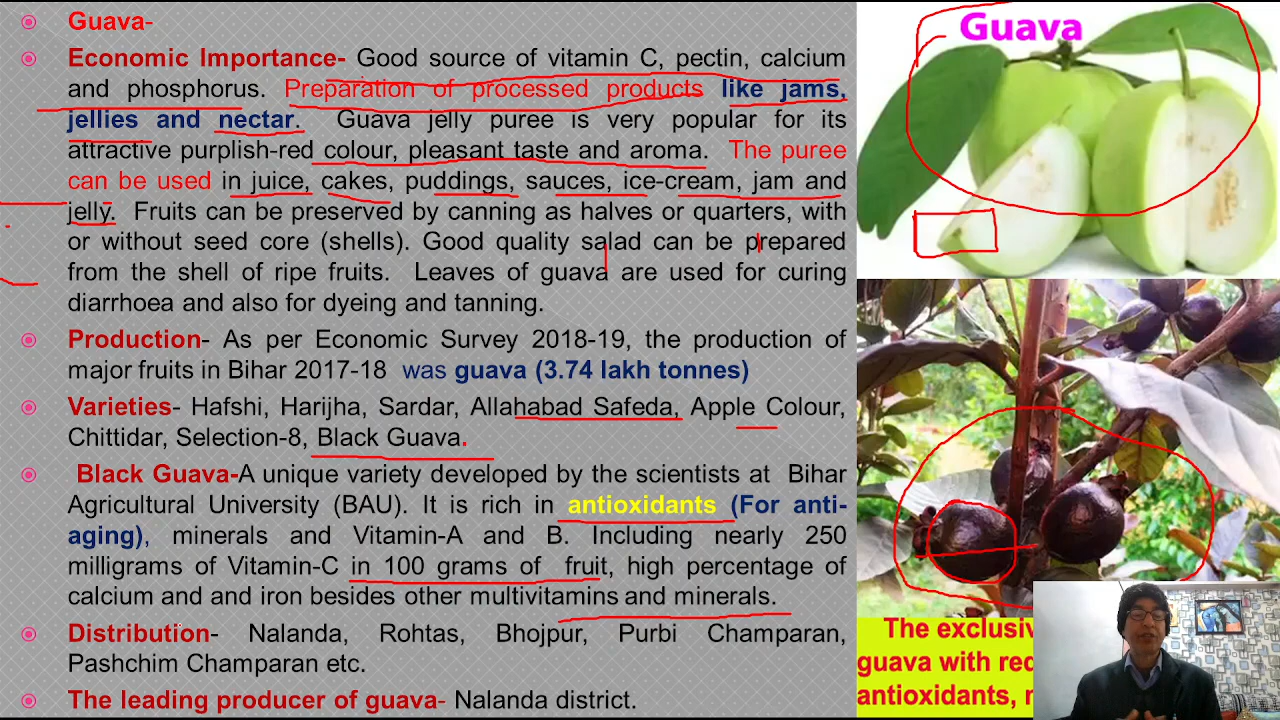 Guava-
Economic Importance- Good source of vitamin C, pectin, calcium
and phosphorus. Preparation of processed products like jams,
jellies and nectar. Guava jelly puree is very popular for its
attractive purplish-red colour, pleasant taste and aroma. The puree
can be used in juice, cakes, puddings, sauces, ice-cream, jam and
jelly. Fruits can be preserved by canning as halves or quarters, with
or without seed core (shells). Good quality salad can be prepared
from the shell of ripe fruits. Leaves of guava are used for curing
diarrhoea and also for dyeing and tanning.
Production- As per Economic Survey 2018-19, the production of
major fruits in Bihar 2017-18 was guava (3.74 lakh tonnes)
Varieties- Hafshi, Harijha, Sardar, Allahabad Safeda, Apple Colour,
Chittidar, Selection-8, Black Guava.
Black Guava-A unique variety developed by the scientists at Bihar
Agricultural University (BAU). It is rich in antioxidants (For anti-
aging), minerals and Vitamin-A and B. Including nearly 250
milligrams of Vitamin-C in 100 grams of fruit, high percentage of
calcium and and iron besides other multivitamins and minerals.
Distribution- Nalanda, Rohtas, Bhojpur, Purbi Champaran,
Pashchim Champaran etc.
The leading producer of guava- Nalanda district.
Guava
The
guava with
antioxidants,